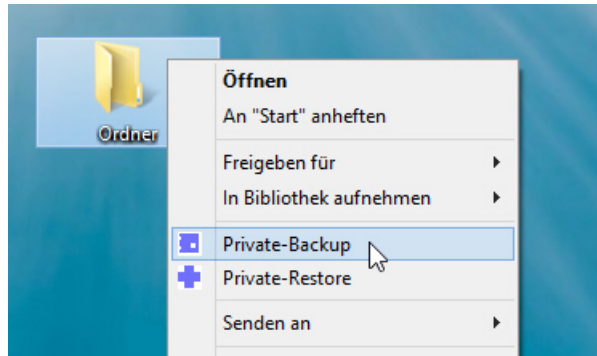 Ordner
Öffnen
An "Start" anheften
Freigeben für
In Bibliothek aufnehmen
Private-Backup
Private-Restore
Senden an